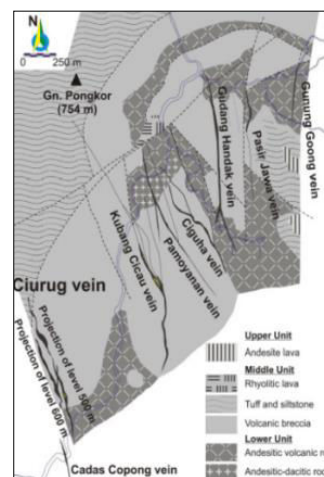 N
0 250 m
Gn. Pongkor
(754 m)
Gudang Handak vein
Pasir Jawa vein
Gunung Goong vein
Ciguha vein
Pamoyanan vein
Kubang Cicau vein
Ciurug vein
Projection of level 500 m
Projection of level 600 m
Cadas Copong vein
Upper Unit
Andesite lava
Middle Unit
Rhyolitic lava
Tuff and siltstone
Volcanic breccia
Lower Unit
Andesitic volcanic r
Andesitic-dacitic roc